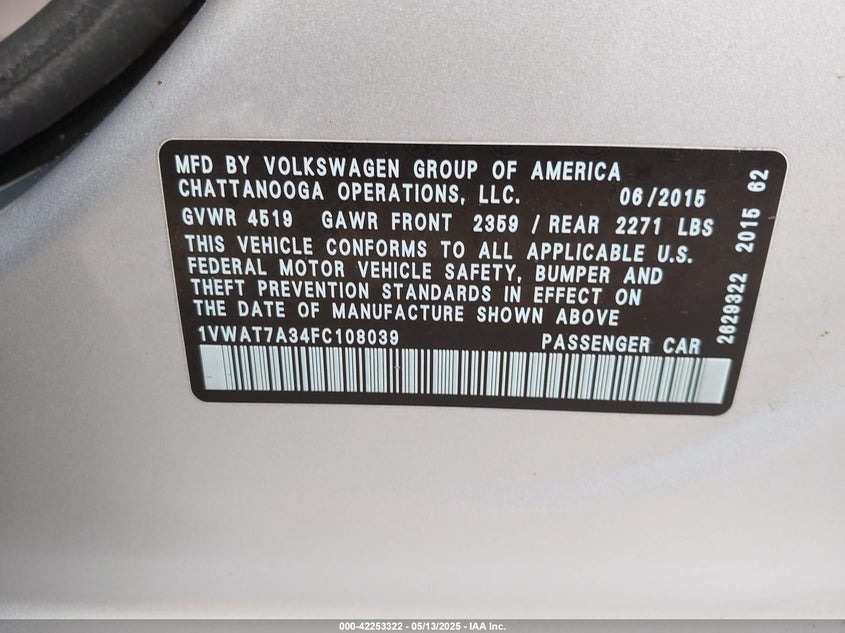 MFD BY VOLKSWAGEN GROUP OF AMERICA
CHATTANOOGA OPERATIONS, LLC. 06/2015
GVWR 4519 GAWR FRONT 2359 / REAR 2271 LBS
THIS VEHICLE CONFORMS TO ALL APPLICABLE U.S.
FEDERAL MOTOR VEHICLE SAFETY, BUMPER AND
THEFT PREVENTION STANDARDS IN EFFECT ON
THE DATE OF MANUFACTURE SHOWN ABOVE
1VWAT7A34FC108039 PASSENGER CAR
2629322 2015 62
000-42253322 — 05/13/2025 — IAA Inc.